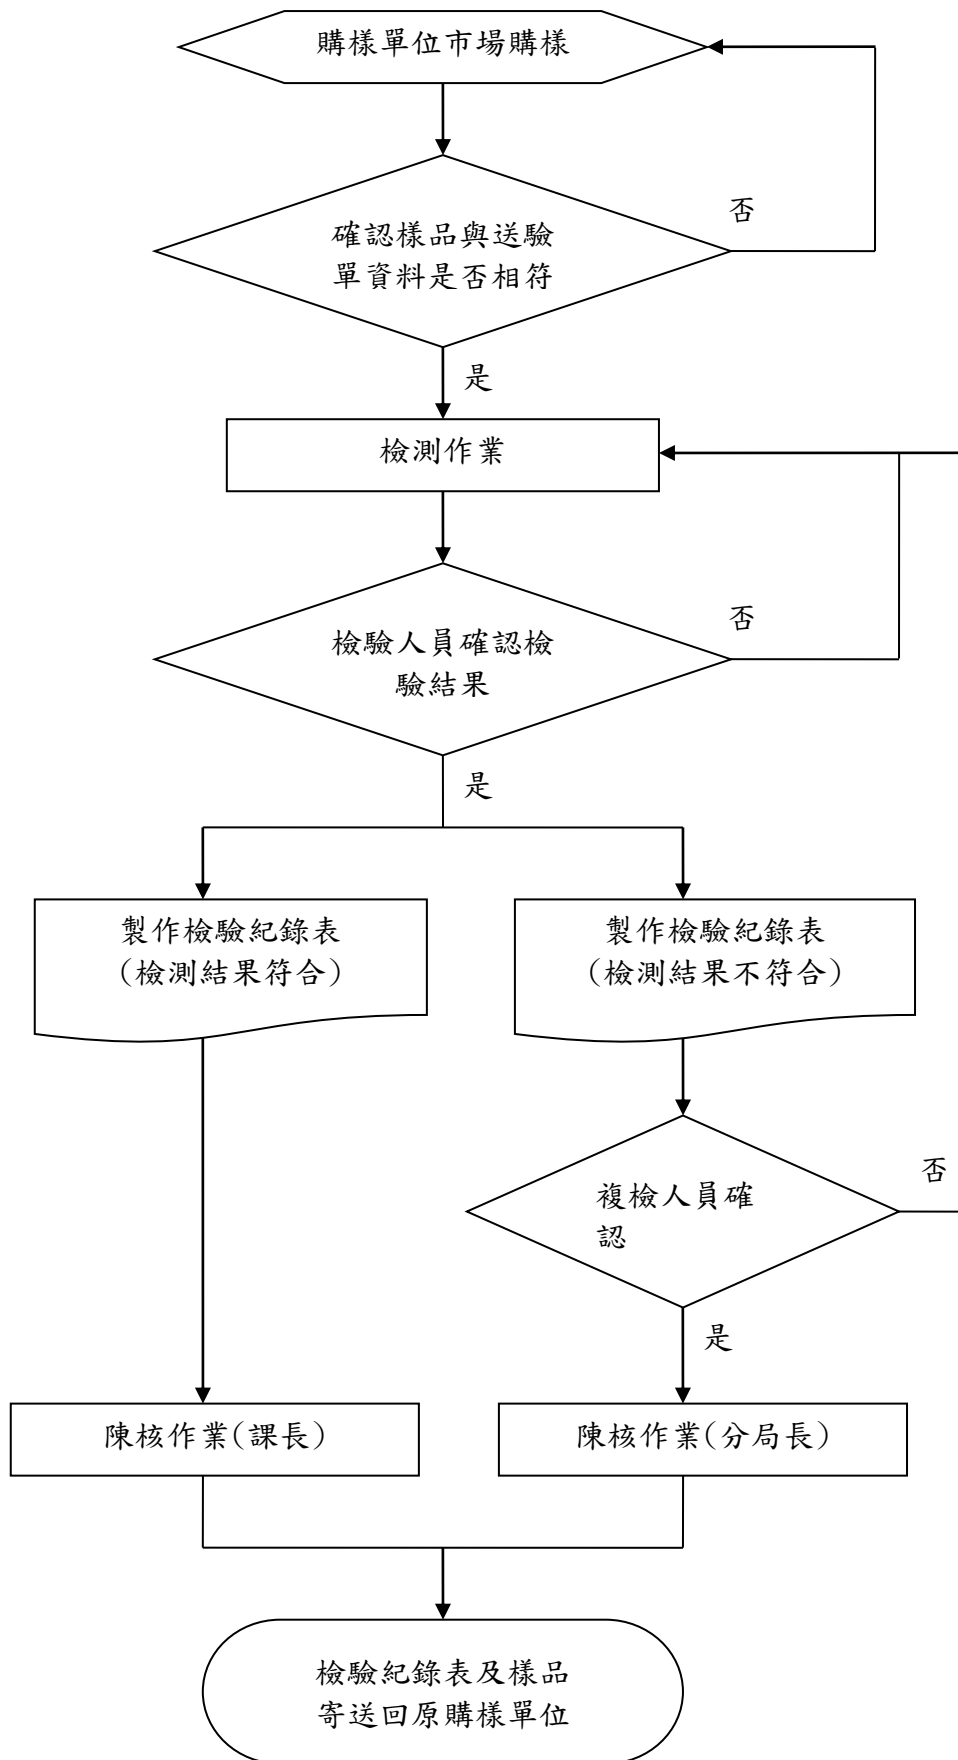 購樣單位市場購樣
確認樣品與送驗
單資料是否相符
否
是
檢測作業
檢驗人員確認檢
驗結果
否
是
製作檢驗紀錄表
(檢測結果符合)
製作檢驗紀錄表
(檢測結果不符合)
複檢人員確
認
否
是
陳核作業(課長)
陳核作業(分局長)
檢驗紀錄表及樣品
寄送回原購樣單位